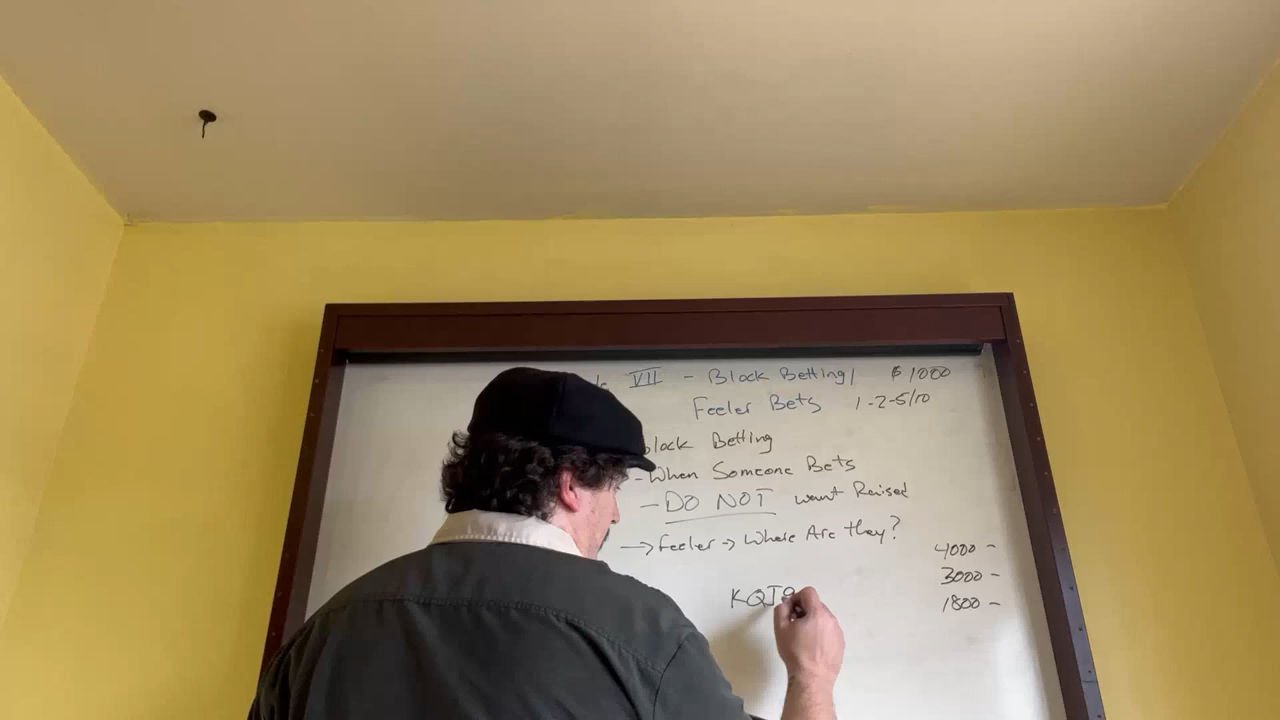 VII - Block Betting/ $1000
Feeler Bets 1-2-5/10
Block Betting
- When Someone Bets
- DO NOT want Raised
→ Feeler → Where Are they?
4000 -
3000 -
KQJ
1800 -